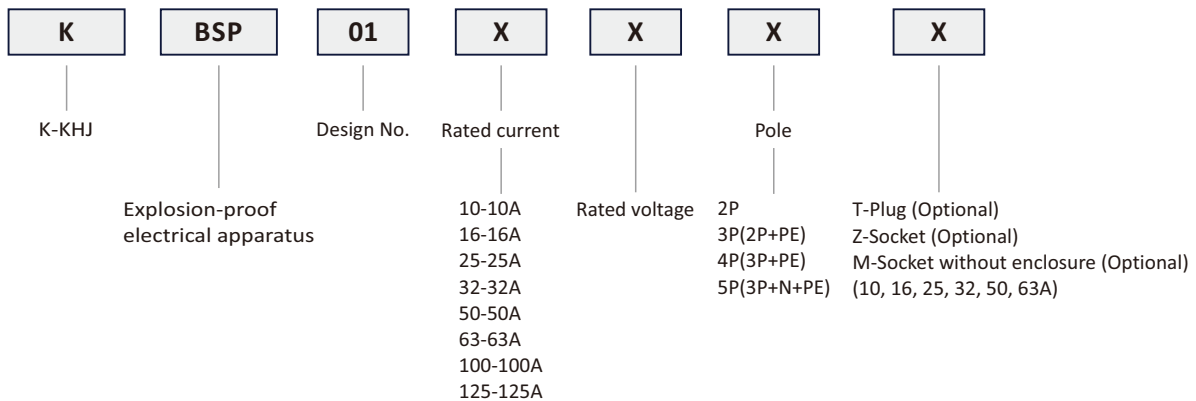 K BSP 01 X X X X
K-KHJ Design No. Rated current Pole
Explosion-proof
electrical apparatus
10-10A
16-16A
25-25A
32-32A
50-50A
63-63A
100-100A
125-125A
Rated voltage
2P
3P(2P+PE)
4P(3P+PE)
5P(3P+N+PE)
T-Plug (Optional)
Z-Socket (Optional)
M-Socket without enclosure (Optional)
(10, 16, 25, 32, 50, 63A)